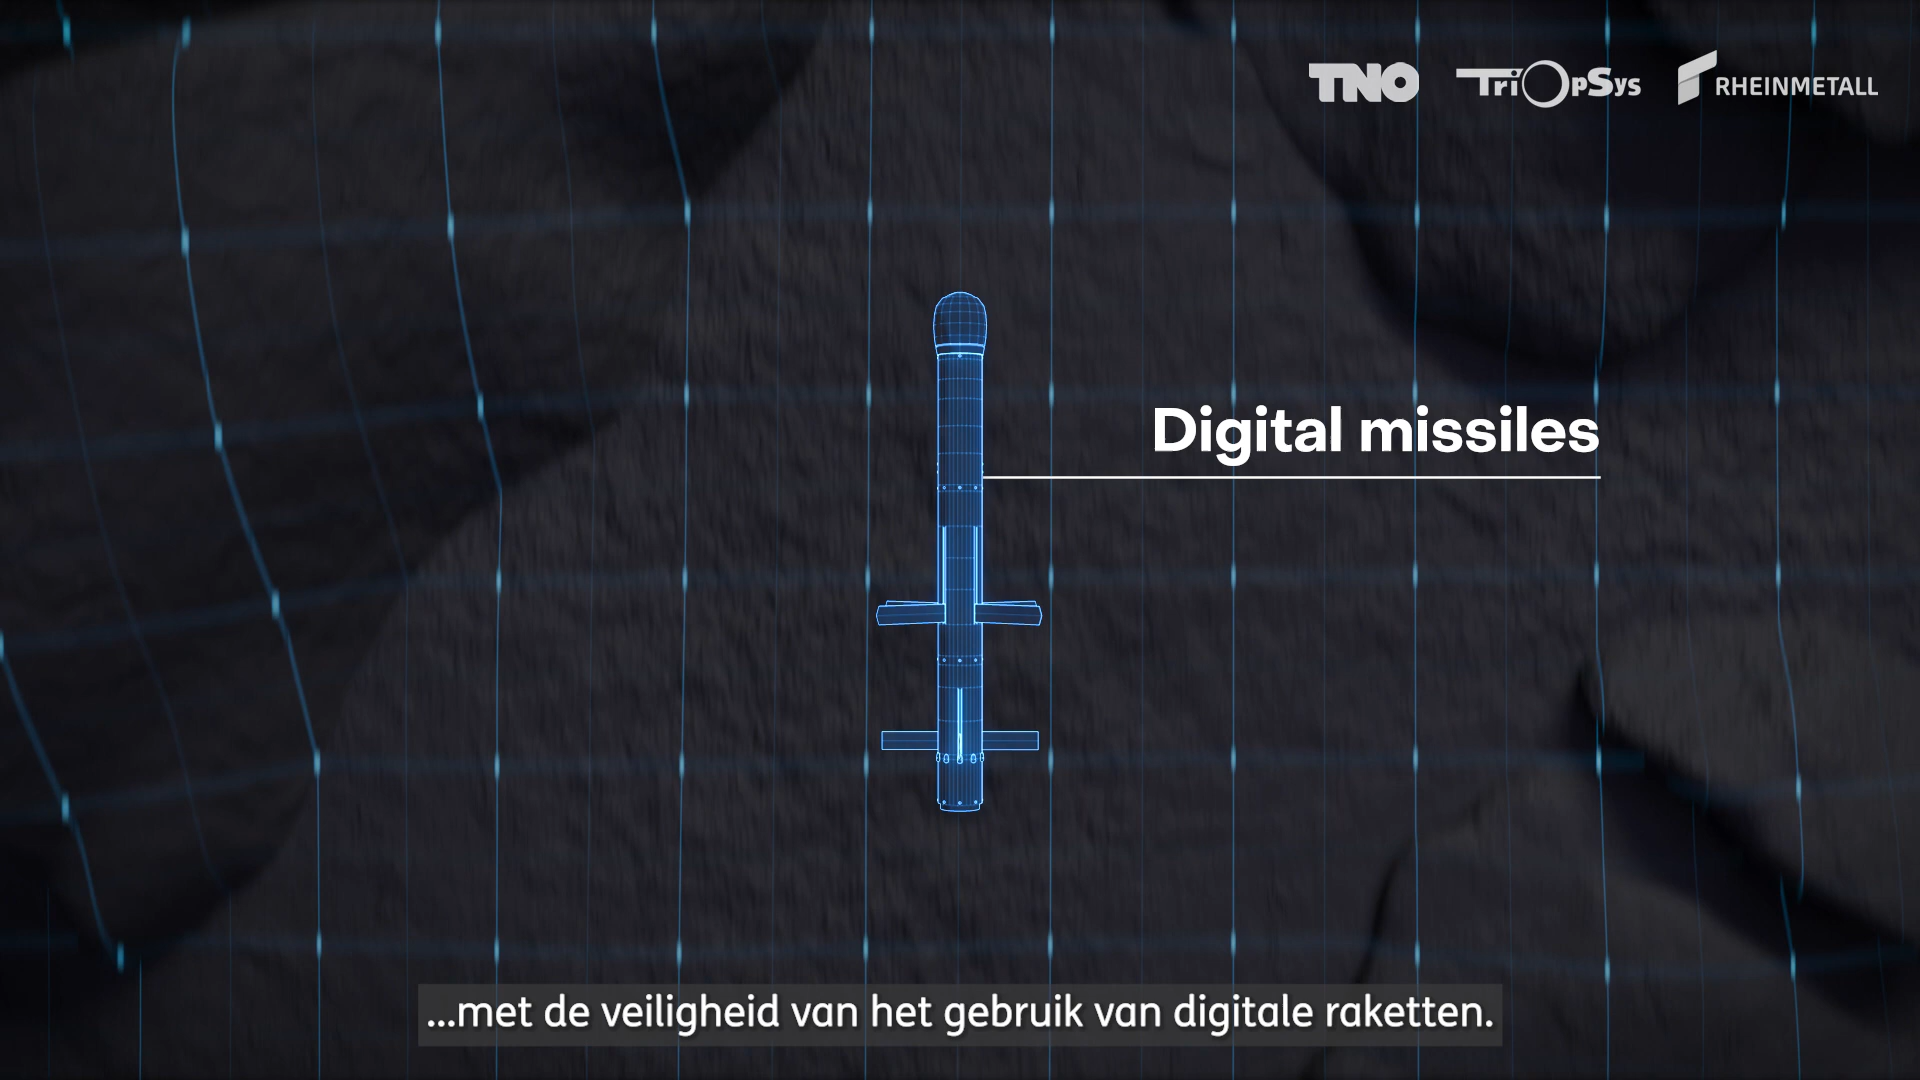 TNO TriOpSys RHEINMETALL
Digital missiles
...met de veiligheid van het gebruik van digitale raketten.